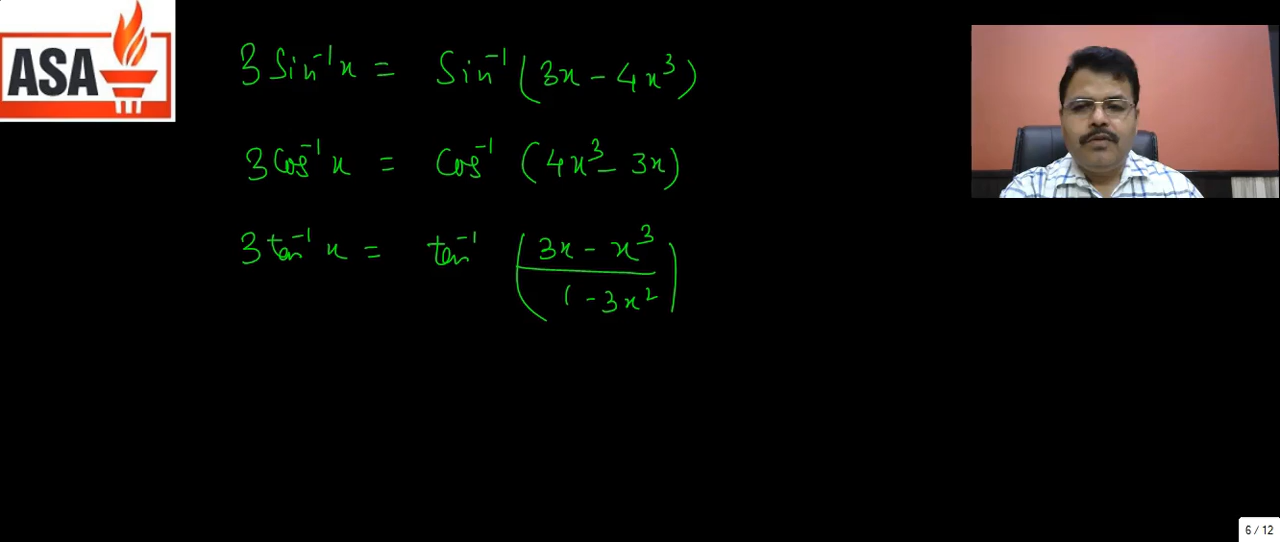 ASA
3 Sin⁻¹x = Sin⁻¹(3x - 4x³)
3 Cos⁻¹x = Cos⁻¹ (4x³ - 3x)
3 tan⁻¹x = tan⁻¹ ((3x - x³)/(1 - 3x²))
6 / 12